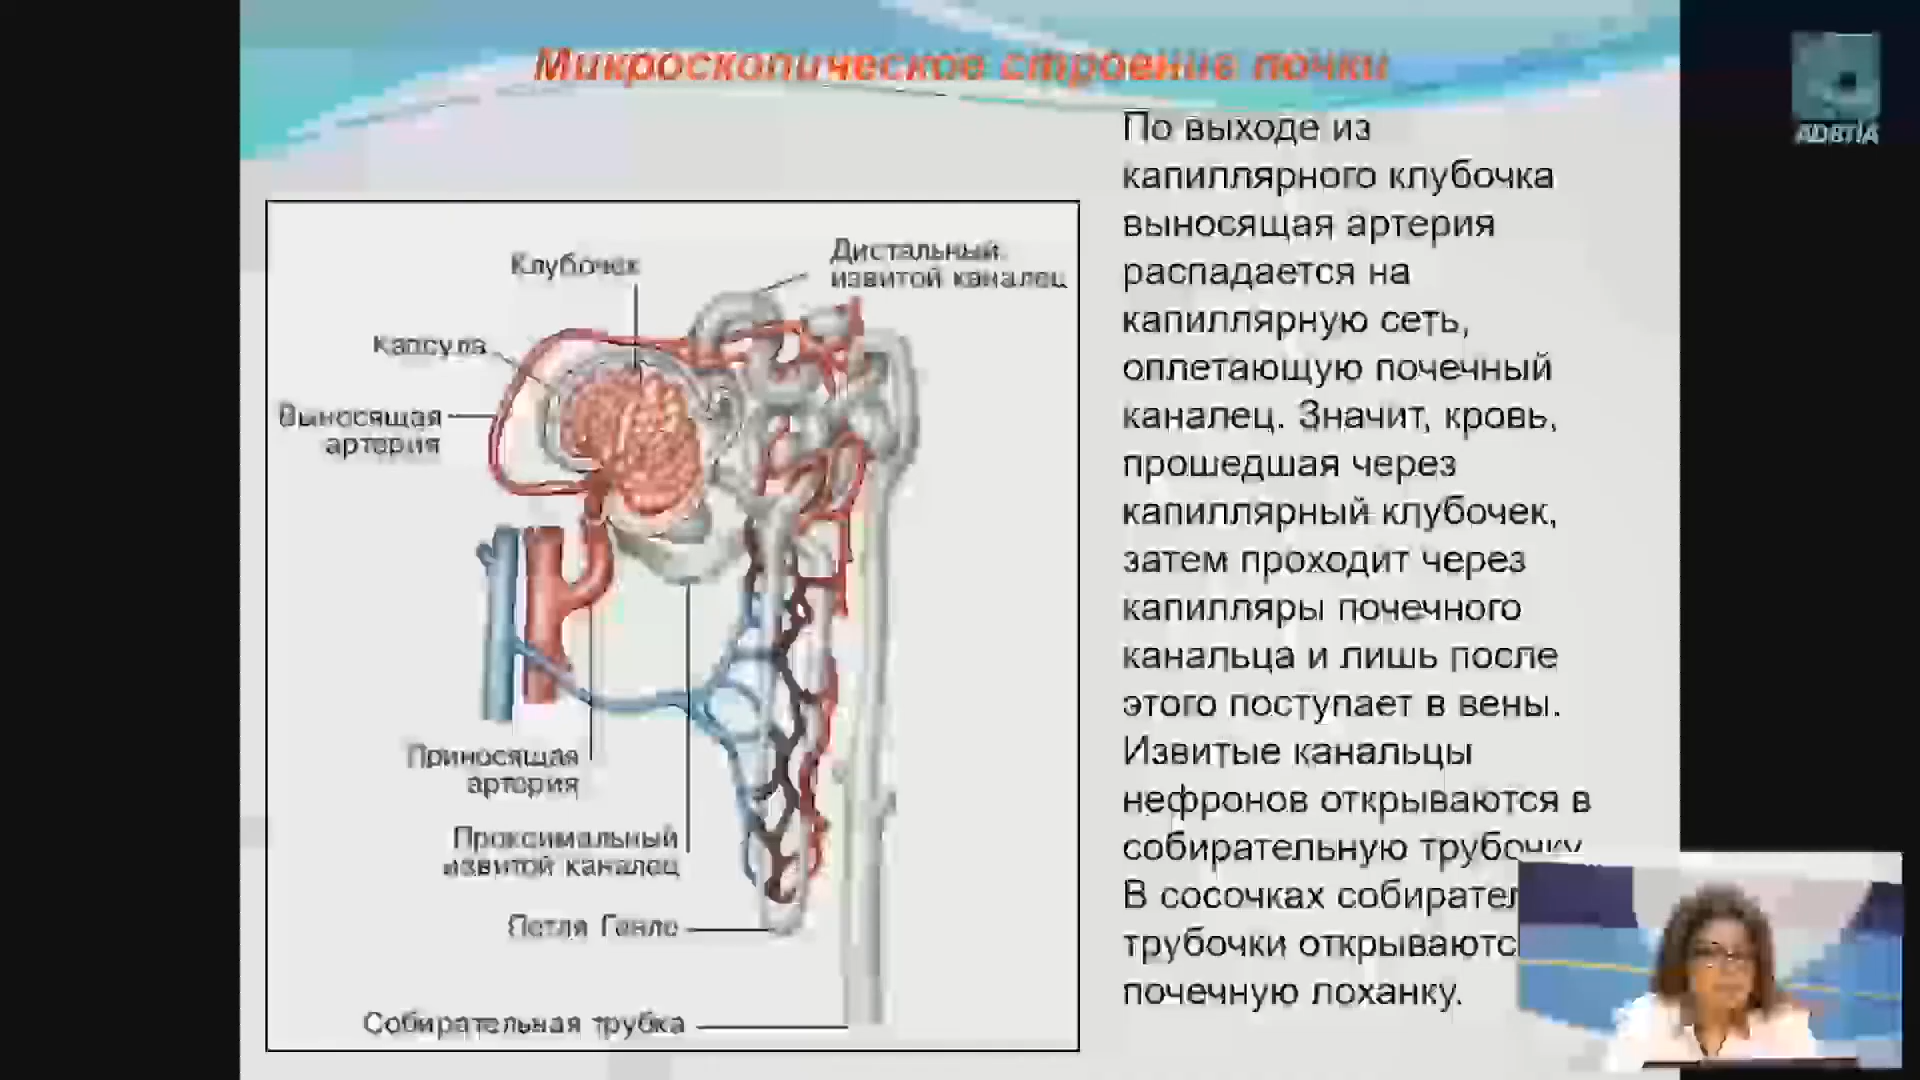 Микроскопическое строение почки
По выходе из
капиллярного клубочка
выносящая артерия
распадается на
капиллярную сеть,
оплетающую почечный
каналец. Значит, кровь,
прошедшая через
капиллярный клубочек,
затем проходит через
капилляры почечного
канальца и лишь после
этого поступает в вены.
Извитые канальцы
нефронов открываются в
собирательную трубочку.
В сосочках собирател
трубочки открываютс
почечную лоханку.
Клубочек
Дистальный
извитой каналец
Капсула
Выносящая
артерия
Приносящая
артерия
Проксимальный
извитой каналец
Петля Генле
Собирательная трубка